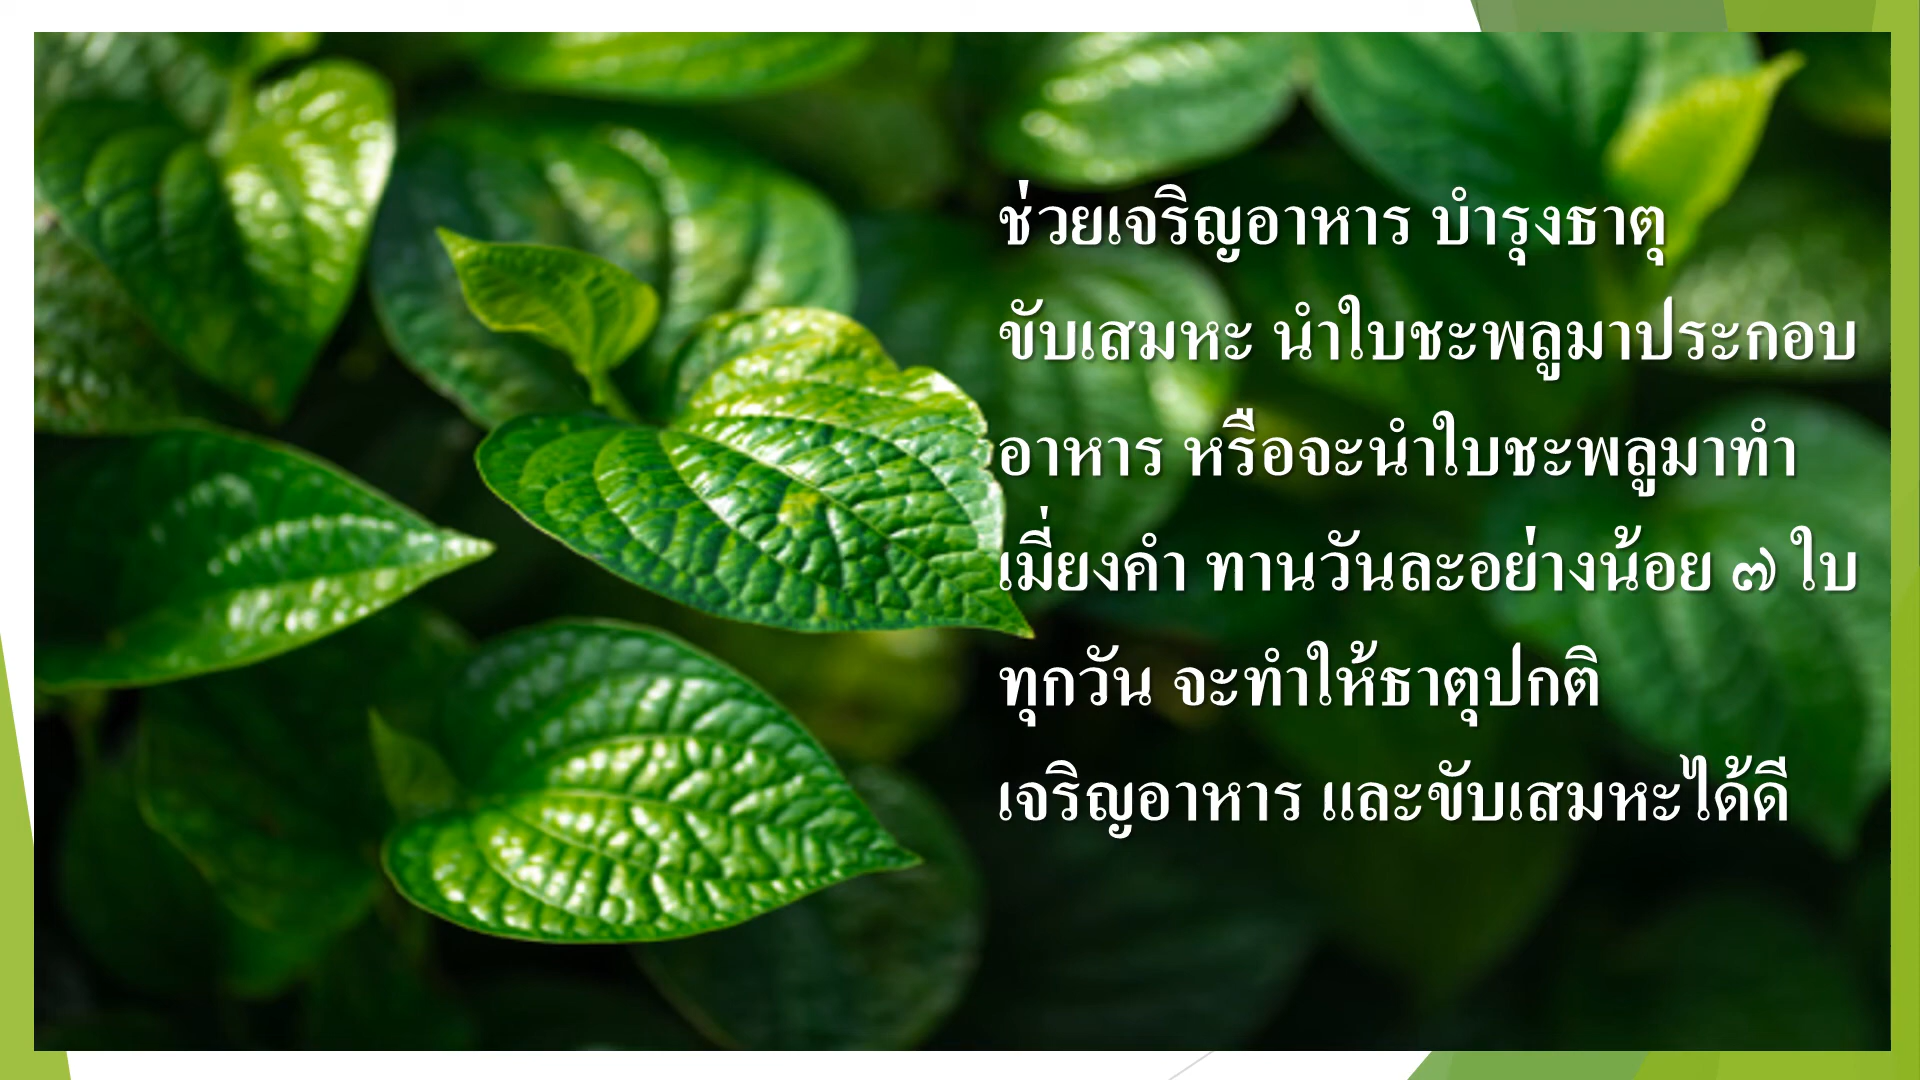 ช่วยเจริญอาหาร บำรุงธาตุ
ขับเสมหะ นำใบชะพลูมาประกอบ
อาหาร หรือจะนำใบชะพลูมาทำ
เมี่ยงคำ ทานวันละอย่างน้อย ๗ ใบ
ทุกวัน จะทำให้ธาตุปกติ
เจริญอาหาร และขับเสมหะได้ดี